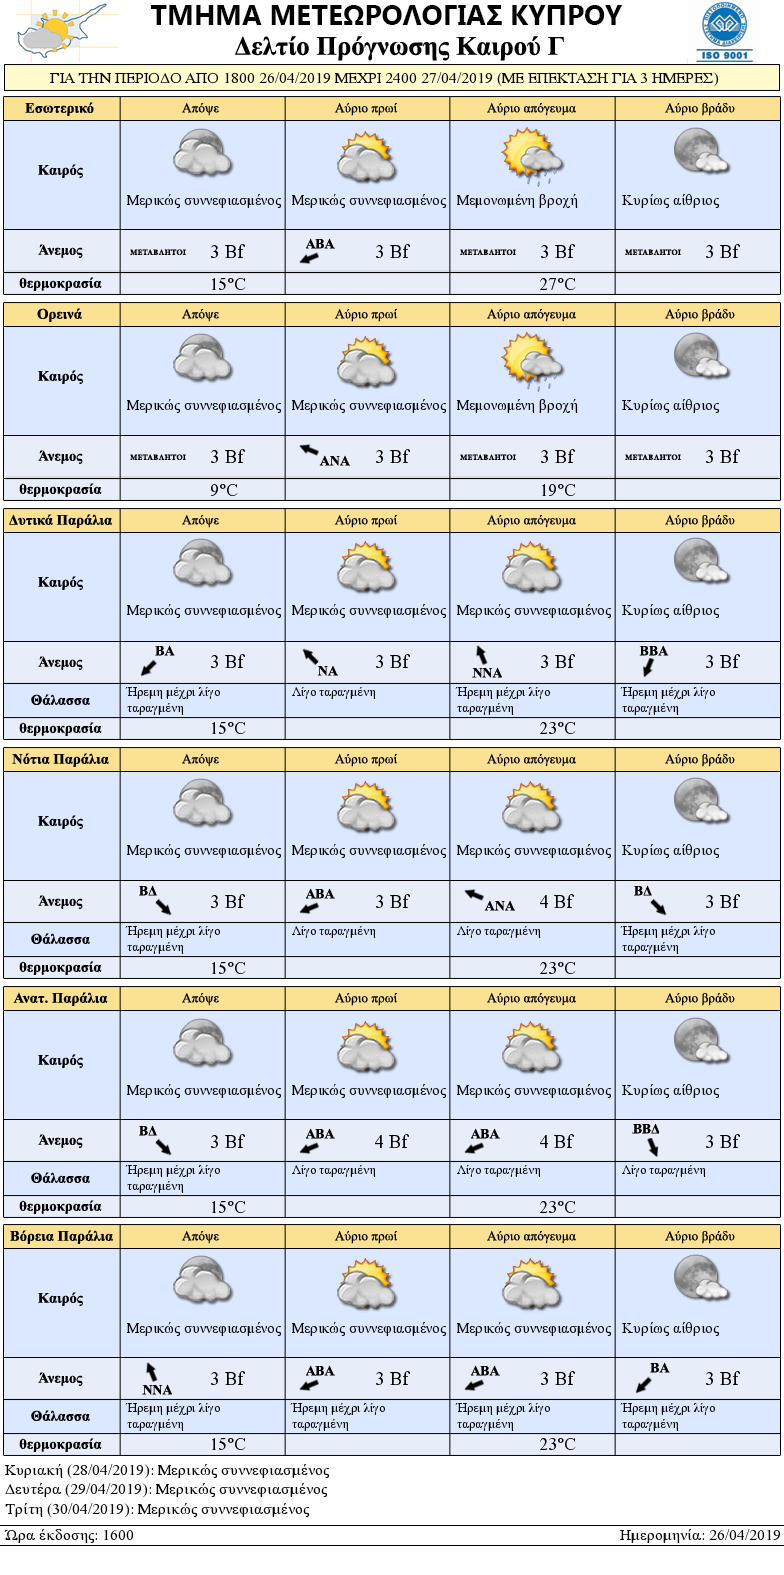 ΤΜΗΜΑ ΜΕΤΕΩΡΟΛΟΓΙΑΣ ΚΥΠΡΟΥ
Δελτίο Πρόγνωσης Καιρού Γ
ISO 9001
ΓΙΑ ΤΗΝ ΠΕΡΙΟΔΟ ΑΠΟ 1800 26/04/2019 ΜΕΧΡΙ 2400 27/04/2019 (ΜΕ ΕΠΕΚΤΑΣΗ ΓΙΑ 3 ΗΜΕΡΕΣ)
Εσωτερικό Απόψε Αύριο πρωί Αύριο απόγευμα Αύριο βράδυ
Καιρός
Μερικώς συννεφιασμένος Μερικώς συννεφιασμένος Μεμονωμένη βροχή Κυρίως αίθριος
Άνεμος ΜΕΤΑΒΛΗΤΟΙ 3 Bf ΑΒΑ 3 Bf ΜΕΤΑΒΛΗΤΟΙ 3 Bf ΜΕΤΑΒΛΗΤΟΙ 3 Bf
θερμοκρασία 15°C 27°C
Ορεινά Απόψε Αύριο πρωί Αύριο απόγευμα Αύριο βράδυ
Καιρός
Μερικώς συννεφιασμένος Μερικώς συννεφιασμένος Μεμονωμένη βροχή Κυρίως αίθριος
Άνεμος ΜΕΤΑΒΛΗΤΟΙ 3 Bf ΑΝΑ 3 Bf ΜΕΤΑΒΛΗΤΟΙ 3 Bf ΜΕΤΑΒΛΗΤΟΙ 3 Bf
θερμοκρασία 9°C 19°C
Δυτικά Παράλια Απόψε Αύριο πρωί Αύριο απόγευμα Αύριο βράδυ
Καιρός
Μερικώς συννεφιασμένος Μερικώς συννεφιασμένος Μερικώς συννεφιασμένος Κυρίως αίθριος
Άνεμος ΒΑ 3 Bf ΝΑ 3 Bf ΝΝΑ 3 Bf ΒΒΑ 3 Bf
Θάλασσα Ήρεμη μέχρι λίγο ταραγμένη Λίγο ταραγμένη Ήρεμη μέχρι λίγο ταραγμένη Ήρεμη μέχρι λίγο ταραγμένη
θερμοκρασία 15°C 23°C
Νότια Παράλια Απόψε Αύριο πρωί Αύριο απόγευμα Αύριο βράδυ
Καιρός
Μερικώς συννεφιασμένος Μερικώς συννεφιασμένος Μερικώς συννεφιασμένος Κυρίως αίθριος
Άνεμος ΒΔ 3 Bf ΑΒΑ 3 Bf ΑΝΑ 4 Bf ΒΔ 3 Bf
Θάλασσα Ήρεμη μέχρι λίγο ταραγμένη Λίγο ταραγμένη Λίγο ταραγμένη Ήρεμη μέχρι λίγο ταραγμένη
θερμοκρασία 15°C 23°C
Ανατ. Παράλια Απόψε Αύριο πρωί Αύριο απόγευμα Αύριο βράδυ
Καιρός
Μερικώς συννεφιασμένος Μερικώς συννεφιασμένος Μερικώς συννεφιασμένος Κυρίως αίθριος
Άνεμος ΒΔ 3 Bf ΑΒΑ 4 Bf ΑΒΑ 4 Bf ΒΒΔ 3 Bf
Θάλασσα Ήρεμη μέχρι λίγο ταραγμένη Λίγο ταραγμένη Λίγο ταραγμένη Λίγο ταραγμένη
θερμοκρασία 15°C 23°C
Βόρεια Παράλια Απόψε Αύριο πρωί Αύριο απόγευμα Αύριο βράδυ
Καιρός
Μερικώς συννεφιασμένος Μερικώς συννεφιασμένος Μερικώς συννεφιασμένος Κυρίως αίθριος
Άνεμος ΝΝΑ 3 Bf ΑΒΑ 3 Bf ΑΒΑ 3 Bf ΒΑ 3 Bf
Θάλασσα Ήρεμη μέχρι λίγο ταραγμένη Ήρεμη μέχρι λίγο ταραγμένη Ήρεμη μέχρι λίγο ταραγμένη Ήρεμη μέχρι λίγο ταραγμένη
θερμοκρασία 15°C 23°C
Κυριακή (28/04/2019): Μερικώς συννεφιασμένος
Δευτέρα (29/04/2019): Μερικώς συννεφιασμένος
Τρίτη (30/04/2019): Μερικώς συννεφιασμένος
Ώρα έκδοσης: 1600 Ημερομηνία: 26/04/2019